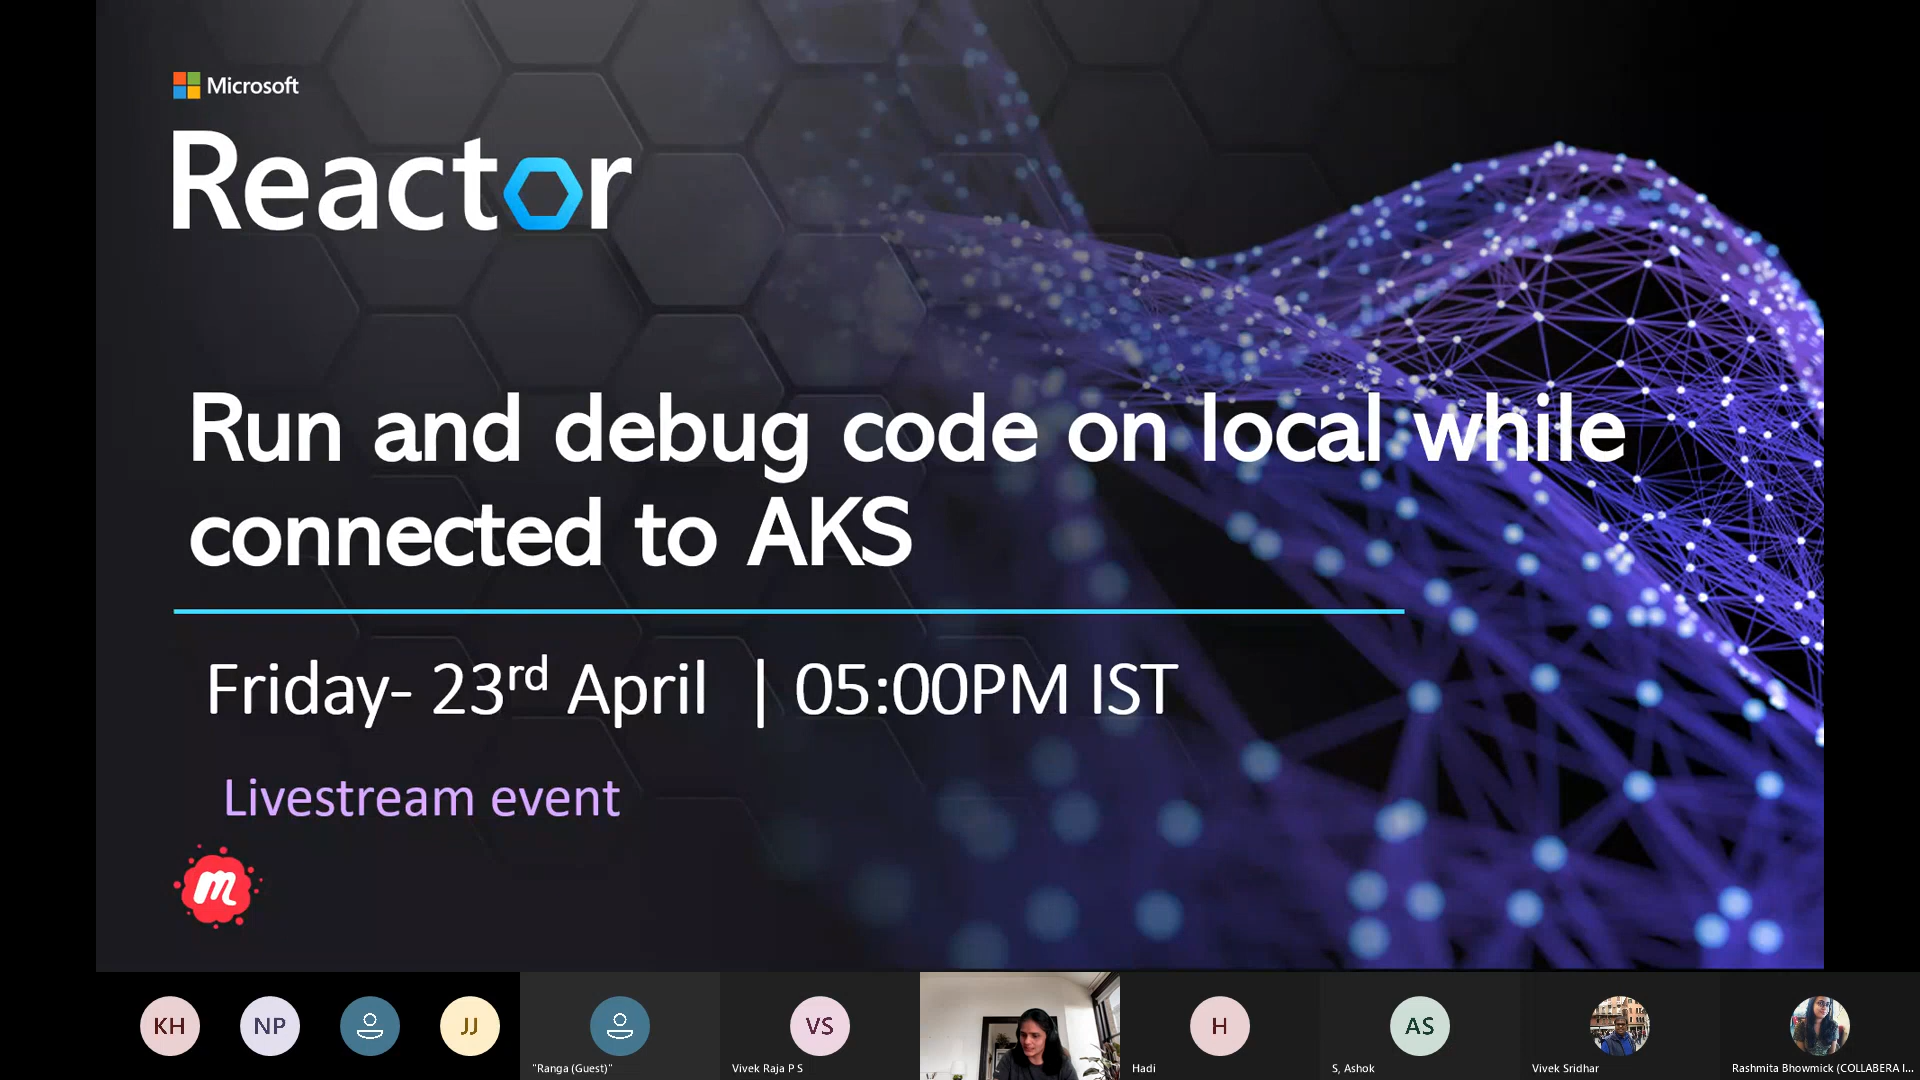 Microsoft
Reactor
Run and debug code on local while
connected to AKS
Friday- 23rd April | 05:00PM IST
Livestream event
m
KH
NP
JJ
VS
H
AS
"Ranga (Guest)"
Vivek Raja P S
Hadi
S, Ashok
Vivek Sridhar
Rashmita Bhowmick (COLLABERA I...